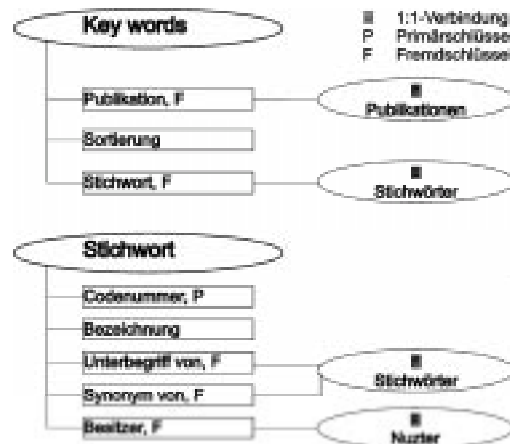 Key words
1:1-Verbindung
P Primärschlüssel
F Fremdschlüssel
Publikation, F
Publikationen
Sortierung
Stichwort, F
Stichwörter
Stichwort
Codenummer, P
Bezeichnung
Unterbegriff von, F
Stichwörter
Synonym von, F
Besitzer, F
Nuzter